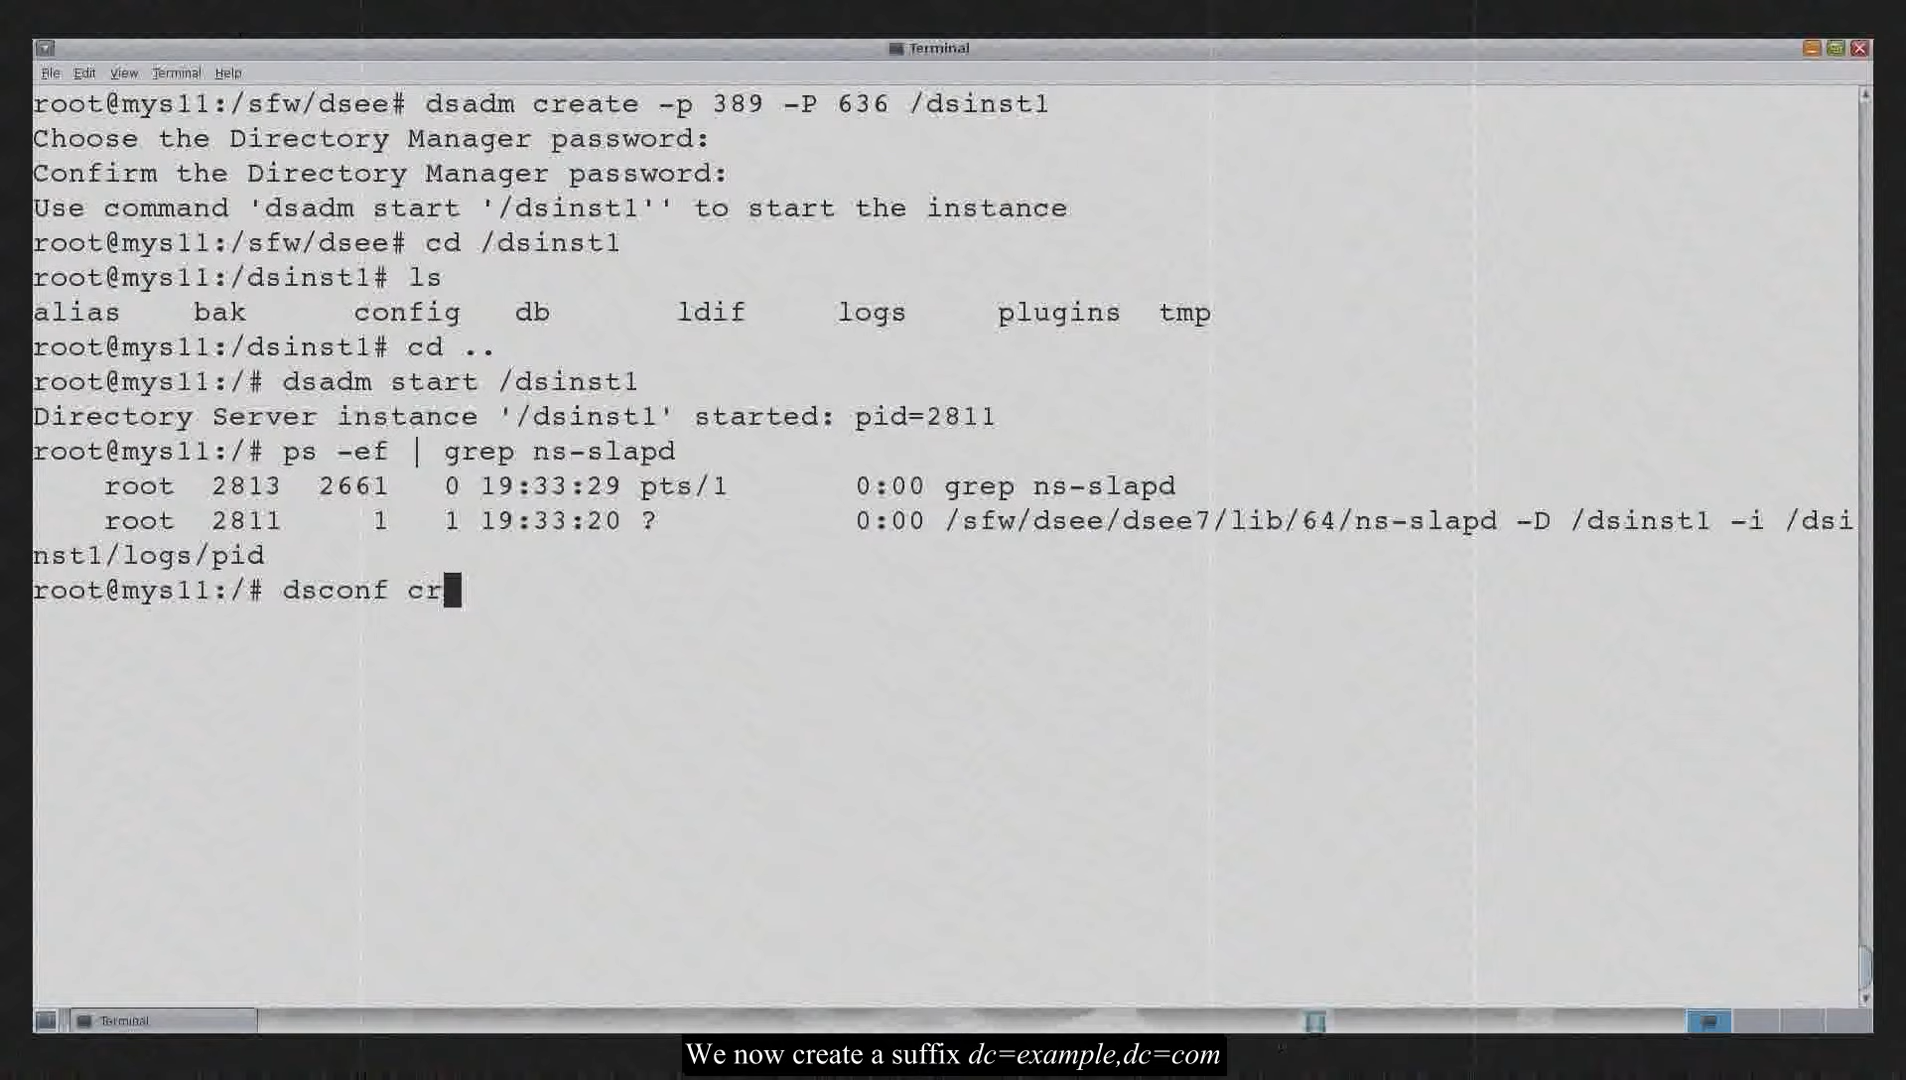 Terminal
File Edit View Terminal Help
root@mys11:/sfw/dsee# dsadm create -p 389 -P 636 /dsinst1
Choose the Directory Manager password:
Confirm the Directory Manager password:
Use command 'dsadm start '/dsinst1'' to start the instance
root@mys11:/sfw/dsee# cd /dsinst1
root@mys11:/dsinst1# ls
alias bak config db ldif logs plugins tmp
root@mys11:/dsinst1# cd ..
root@mys11:/# dsadm start /dsinst1
Directory Server instance '/dsinst1' started: pid=2811
root@mys11:/# ps -ef | grep ns-slapd
root 2813 2661 0 19:33:29 pts/1 0:00 grep ns-slapd
root 2811 1 1 19:33:20 ? 0:00 /sfw/dsee/dsee7/lib/64/ns-slapd -D /dsinst1 -i /dsi
nst1/logs/pid
root@mys11:/# dsconf cr
Terminal
We now create a suffix dc=example,dc=com